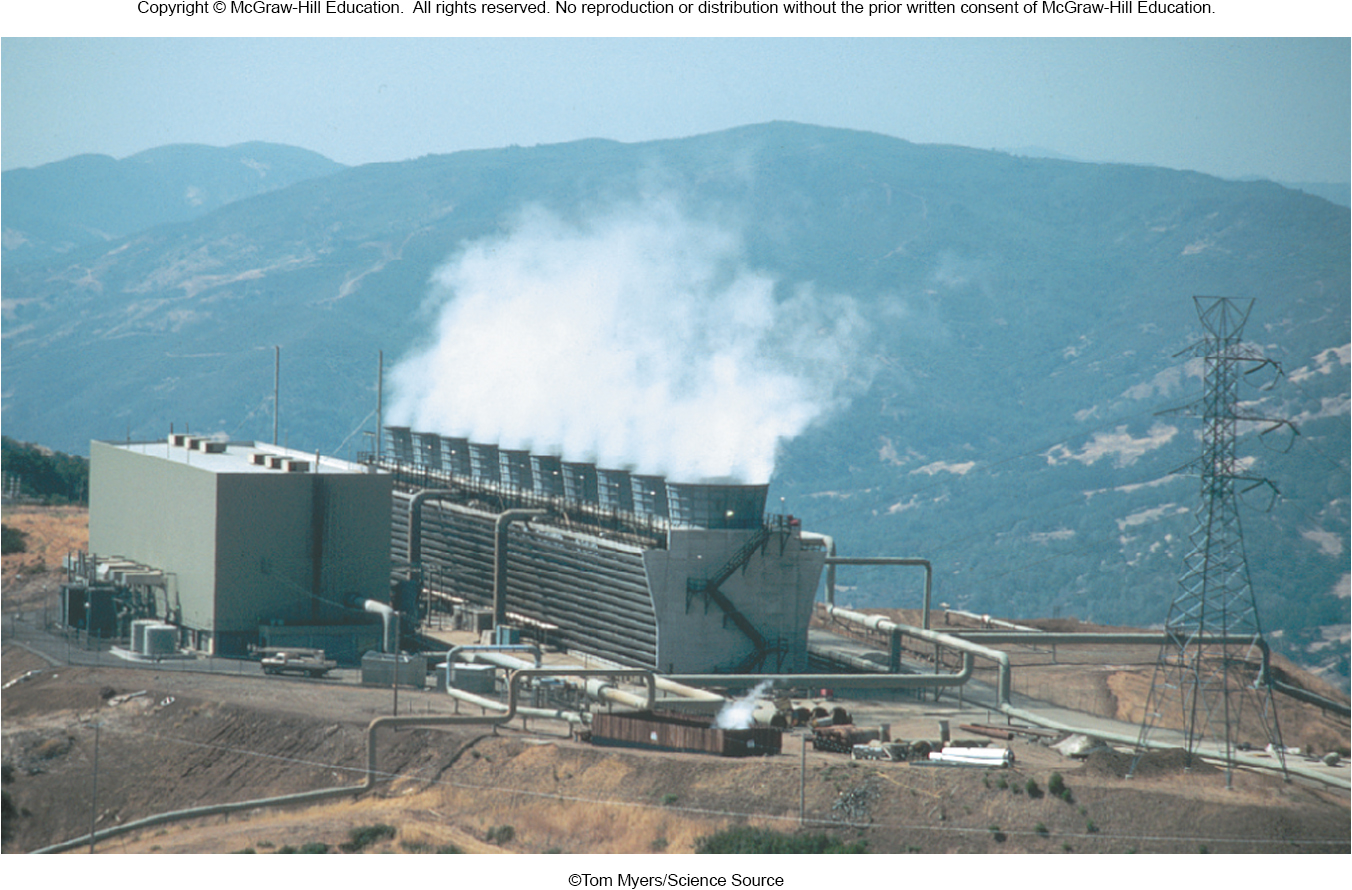 Copyright © McGraw-Hill Education.  All rights reserved. No reproduction or distribution without the prior written consent of McGraw-Hill Education.
©Tom Myers/Science Source